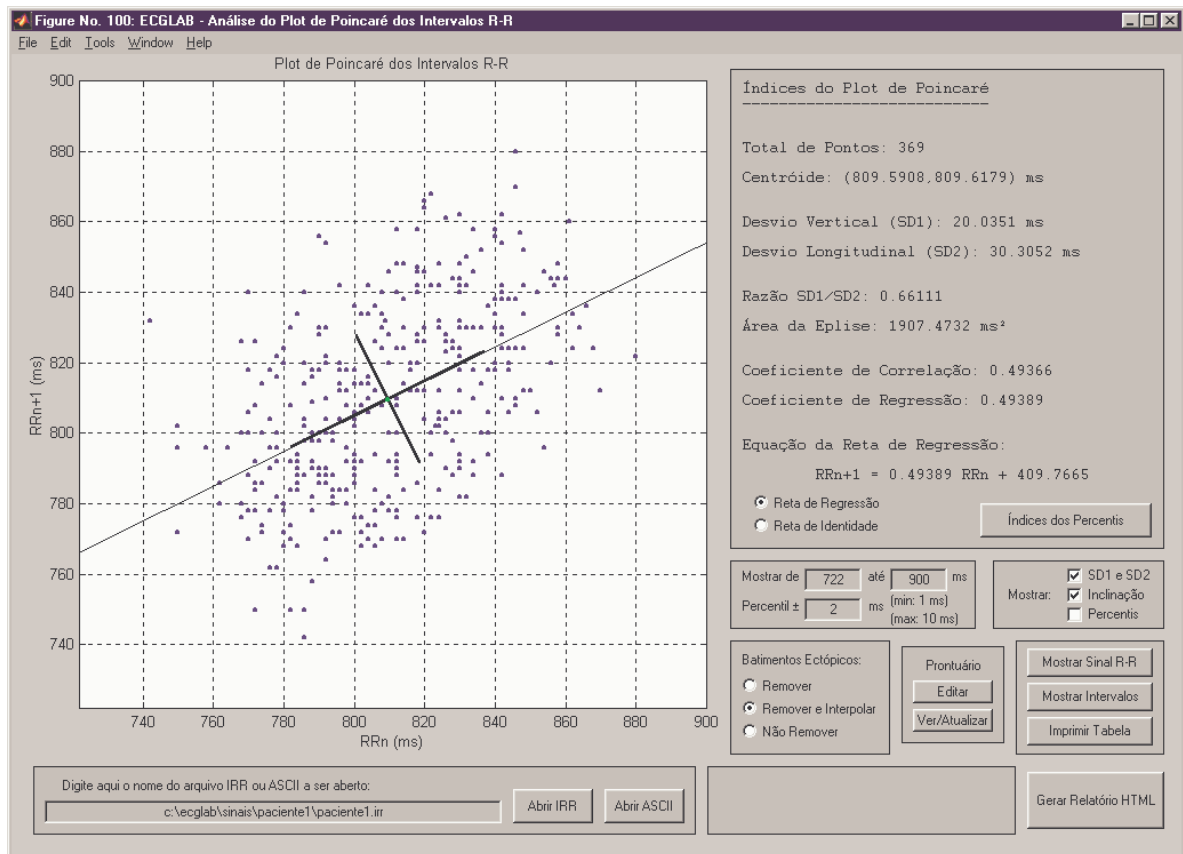 Figure No. 100: ECGLAB - Análise do Plot de Poincaré dos Intervalos R-R
File Edit Tools Window Help
Plot de Poincaré dos Intervalos R-R
900
880
860
840
820
800
780
760
740
RRn+1 (ms)
740 760 780 800 820 840 860 880 900
RRn (ms)
Índices do Plot de Poincaré
---------------------------
Total de Pontos: 369
Centróide: (809.5908,809.6179) ms
Desvio Vertical (SD1): 20.0351 ms
Desvio Longitudinal (SD2): 30.3052 ms
Razão SD1/SD2: 0.66111
Área da Eplise: 1907.4732 ms²
Coeficiente de Correlação: 0.49366
Coeficiente de Regressão: 0.49389
Equação da Reta de Regressão:
RRn+1 = 0.49389 RRn + 409.7665
Reta de Regressão
Reta de Identidade
Índices dos Percentis
Mostrar de 722 até 900 ms
Percentil ± 2 ms (min: 1 ms)
(max: 10 ms)
Mostrar:
SD1 e SD2
Inclinação
Percentis
Batimentos Ectópicos:
Remover
Remover e Interpolar
Não Remover
Prontuário
Editar
Ver/Atualizar
Mostrar Sinal R-R
Mostrar Intervalos
Imprimir Tabela
Digite aqui o nome do arquivo IRR ou ASCII a ser aberto:
c:\ecglab\sinais\paciente1\paciente1.irr
Abrir IRR
Abrir ASCII
Gerar Relatório HTML